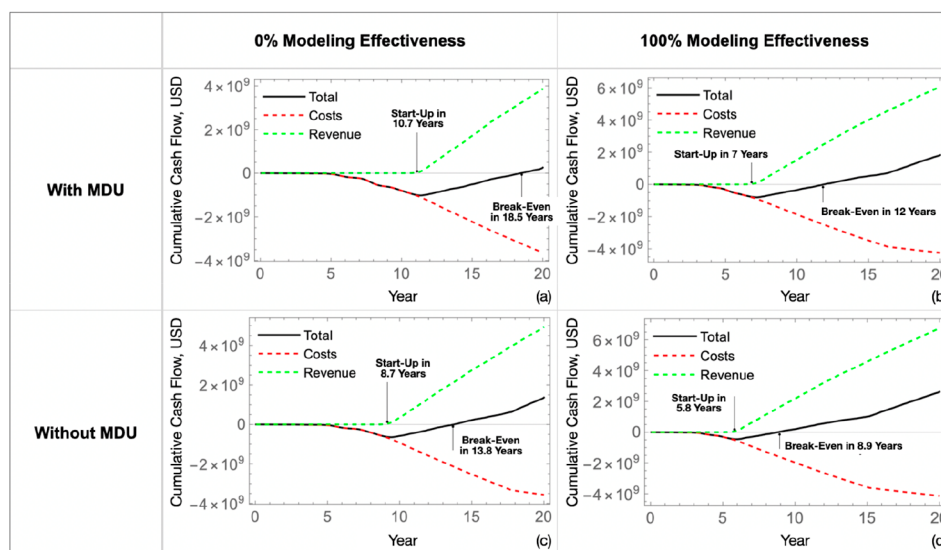 0% Modeling Effectiveness
100% Modeling Effectiveness
With MDU
Cumulative Cash Flow, USD
4 × 10⁹
2 × 10⁹
0
−2 × 10⁹
−4 × 10⁹
Total
Costs
Revenue
Start-Up in
10.7 Years
Break-Even
in 18.5 Years
0 5 10 15 20
Year
(a)
Cumulative Cash Flow, USD
6 × 10⁹
4 × 10⁹
2 × 10⁹
0
−2 × 10⁹
−4 × 10⁹
Total
Costs
Revenue
Start-Up in 7 Years
Break-Even in 12 Years
0 5 10 15 20
Year
(b
Without MDU
Cumulative Cash Flow, USD
4 × 10⁹
2 × 10⁹
0
−2 × 10⁹
−4 × 10⁹
Total
Costs
Revenue
Start-Up in
8.7 Years
Break-Even
in 13.8 Years
0 5 10 15 20
Year
(c)
Cumulative Cash Flow, USD
6 × 10⁹
4 × 10⁹
2 × 10⁹
0
−2 × 10⁹
−4 × 10⁹
Total
Costs
Revenue
Start-Up in
5.8 Years
Break-Even in 8.9 Years
0 5 10 15 20
Year
(d